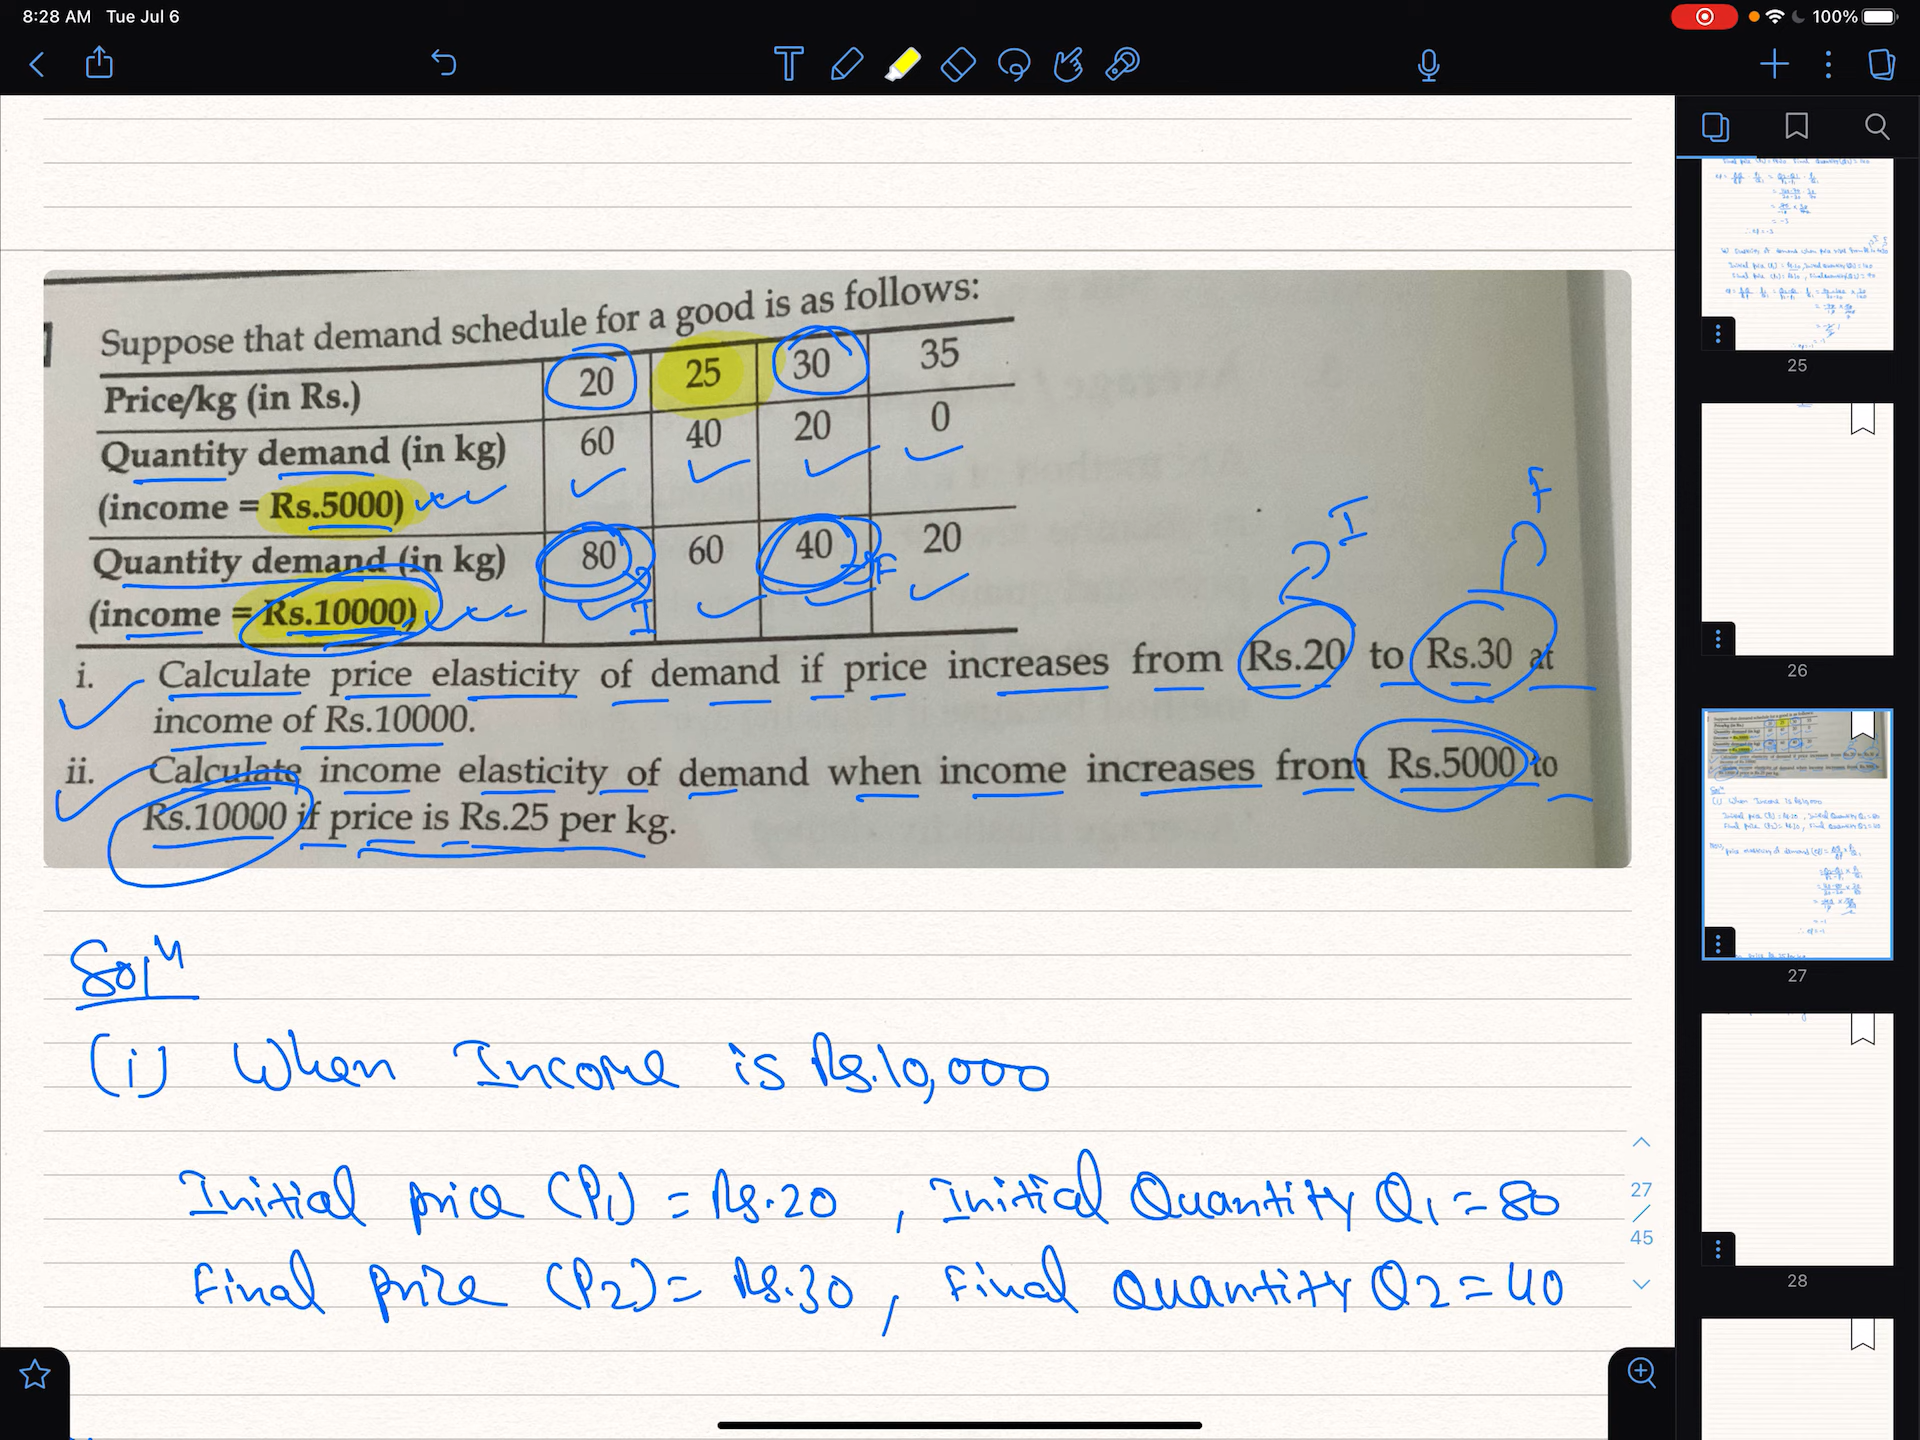 8:28 AM Tue Jul 6
100%
Suppose that demand schedule for a good is as follows:
Price/kg (in Rs.) 20 25 30 35
Quantity demand (in kg) 60 40 20 0
(income = Rs.5000)
Quantity demand (in kg) 80 60 40 20
(income = Rs.10000)
I
F
I
F
i. Calculate price elasticity of demand if price increases from Rs.20 to Rs.30 at
income of Rs.10000.
ii. Calculate income elasticity of demand when income increases from Rs.5000 to
Rs.10000 if price is Rs.25 per kg.
Solⁿ
(i) When Income is Rs.10,000
Initial price (P1) = Rs.20, Initial Quantity Q1 = 80
Final price (P2) = Rs.30, Final Quantity Q2 = 40
27
/
45
25
26
27
28